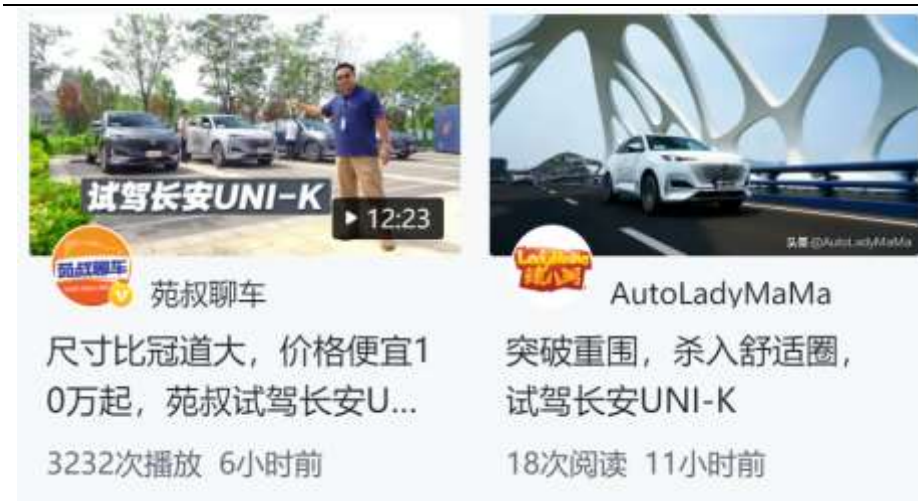 试驾长安UNI-K
12:23
头条 @AutoLadyMaMa
苑叔聊车
苑叔聊车
AutoLadyMaMa
尺寸比冠道大，价格便宜1
0万起，苑叔试驾长安U...
突破重围，杀入舒适圈，
试驾长安UNI-K
3232次播放 6小时前
18次阅读 11小时前